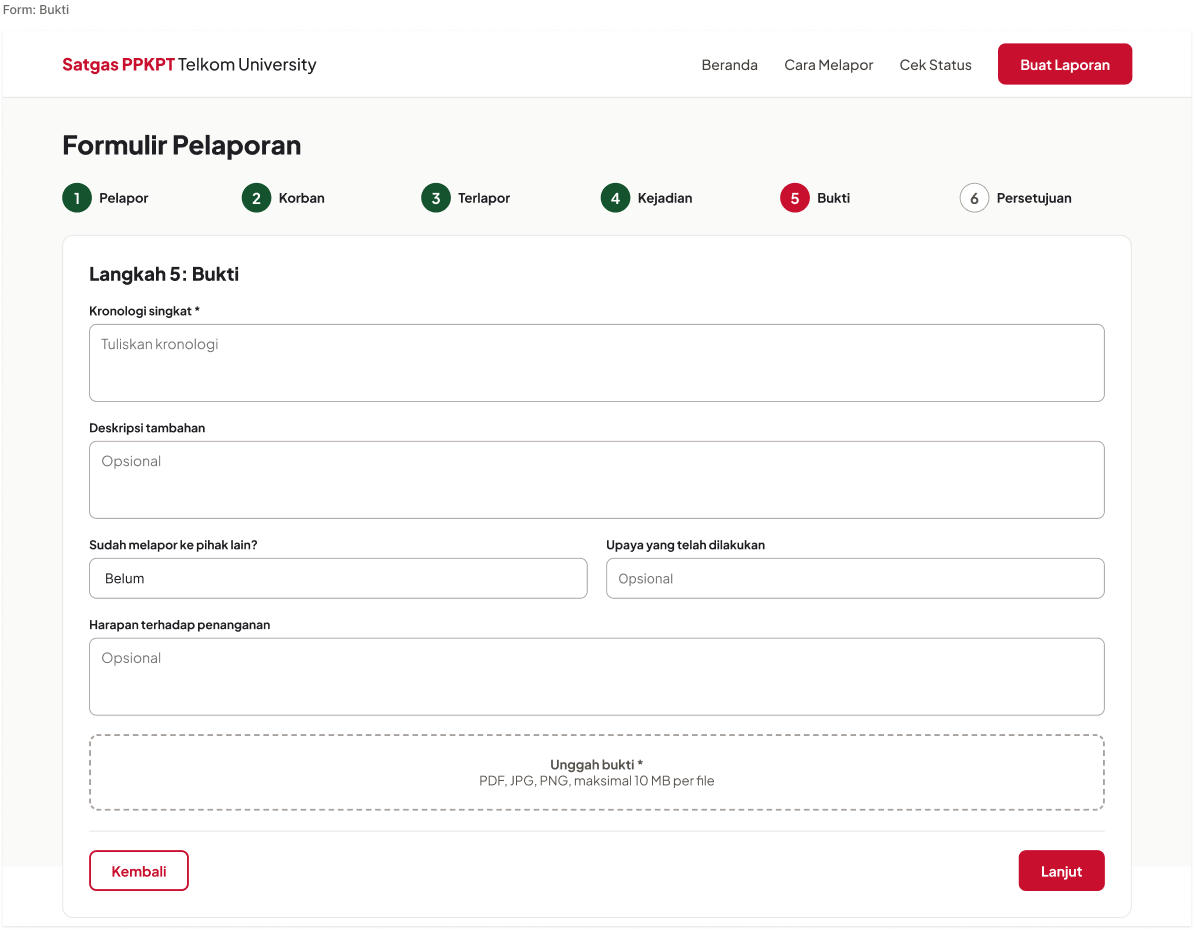 Form: Bukti
Satgas PPKPT Telkom University
Beranda
Cara Melapor
Cek Status
Buat Laporan
Formulir Pelaporan
1 Pelapor
2 Korban
3 Terlapor
4 Kejadian
5 Bukti
6 Persetujuan
Langkah 5: Bukti
Kronologi singkat *
Tuliskan kronologi
Deskripsi tambahan
Opsional
Sudah melapor ke pihak lain?
Belum
Upaya yang telah dilakukan
Opsional
Harapan terhadap penanganan
Opsional
Unggah bukti *
PDF, JPG, PNG, maksimal 10 MB per file
Kembali
Lanjut